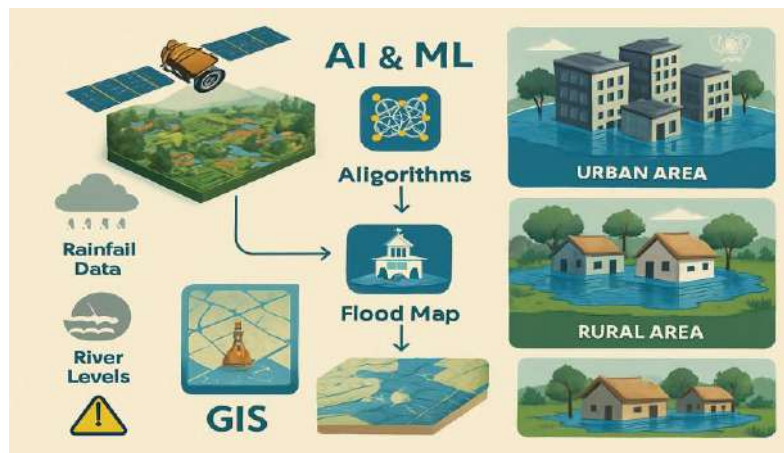 AI & ML
Aligorithms
Rainfail
Data
Flood Map
River
Levels
GIS
URBAN AREA
RURAL AREA